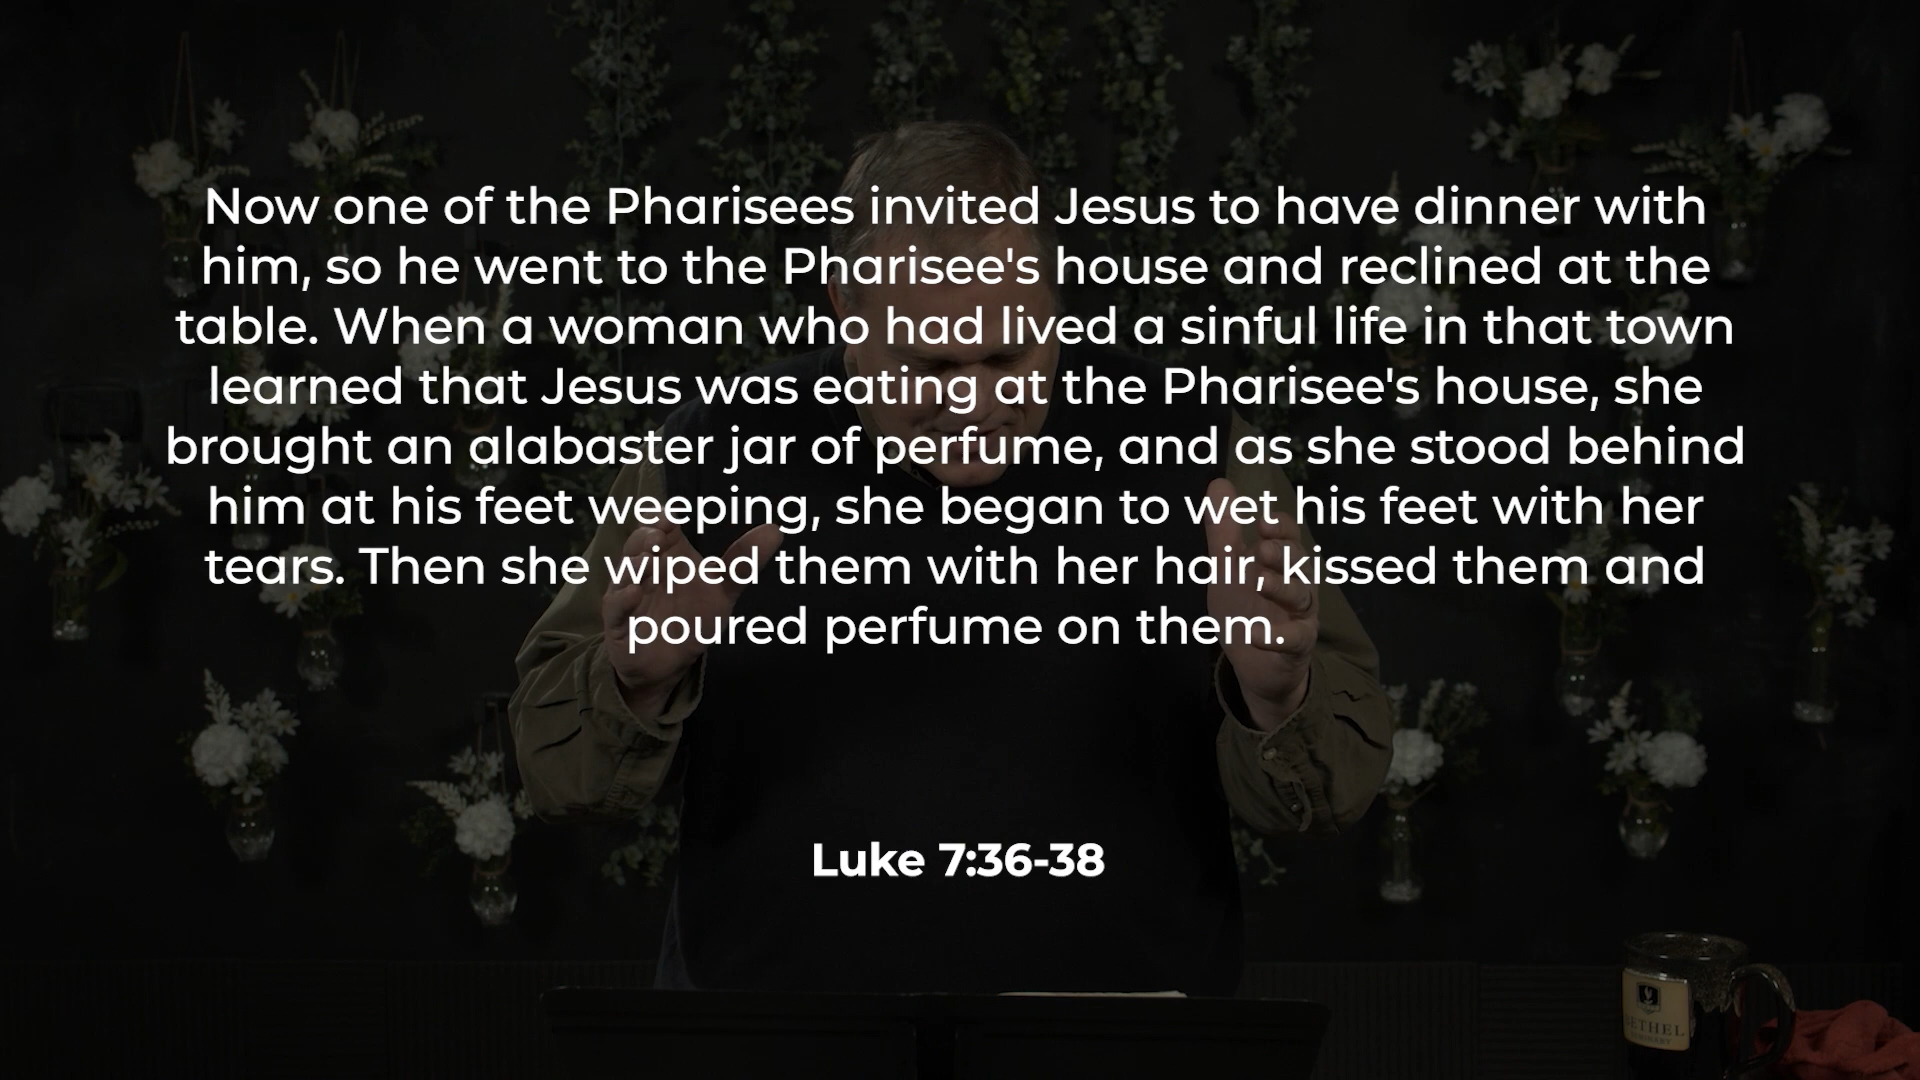 Now one of the Pharisees invited Jesus to have dinner with
him, so he went to the Pharisee's house and reclined at the
table. When a woman who had lived a sinful life in that town
learned that Jesus was eating at the Pharisee's house, she
brought an alabaster jar of perfume, and as she stood behind
him at his feet weeping, she began to wet his feet with her
tears. Then she wiped them with her hair, kissed them and
poured perfume on them.
Luke 7:36-38